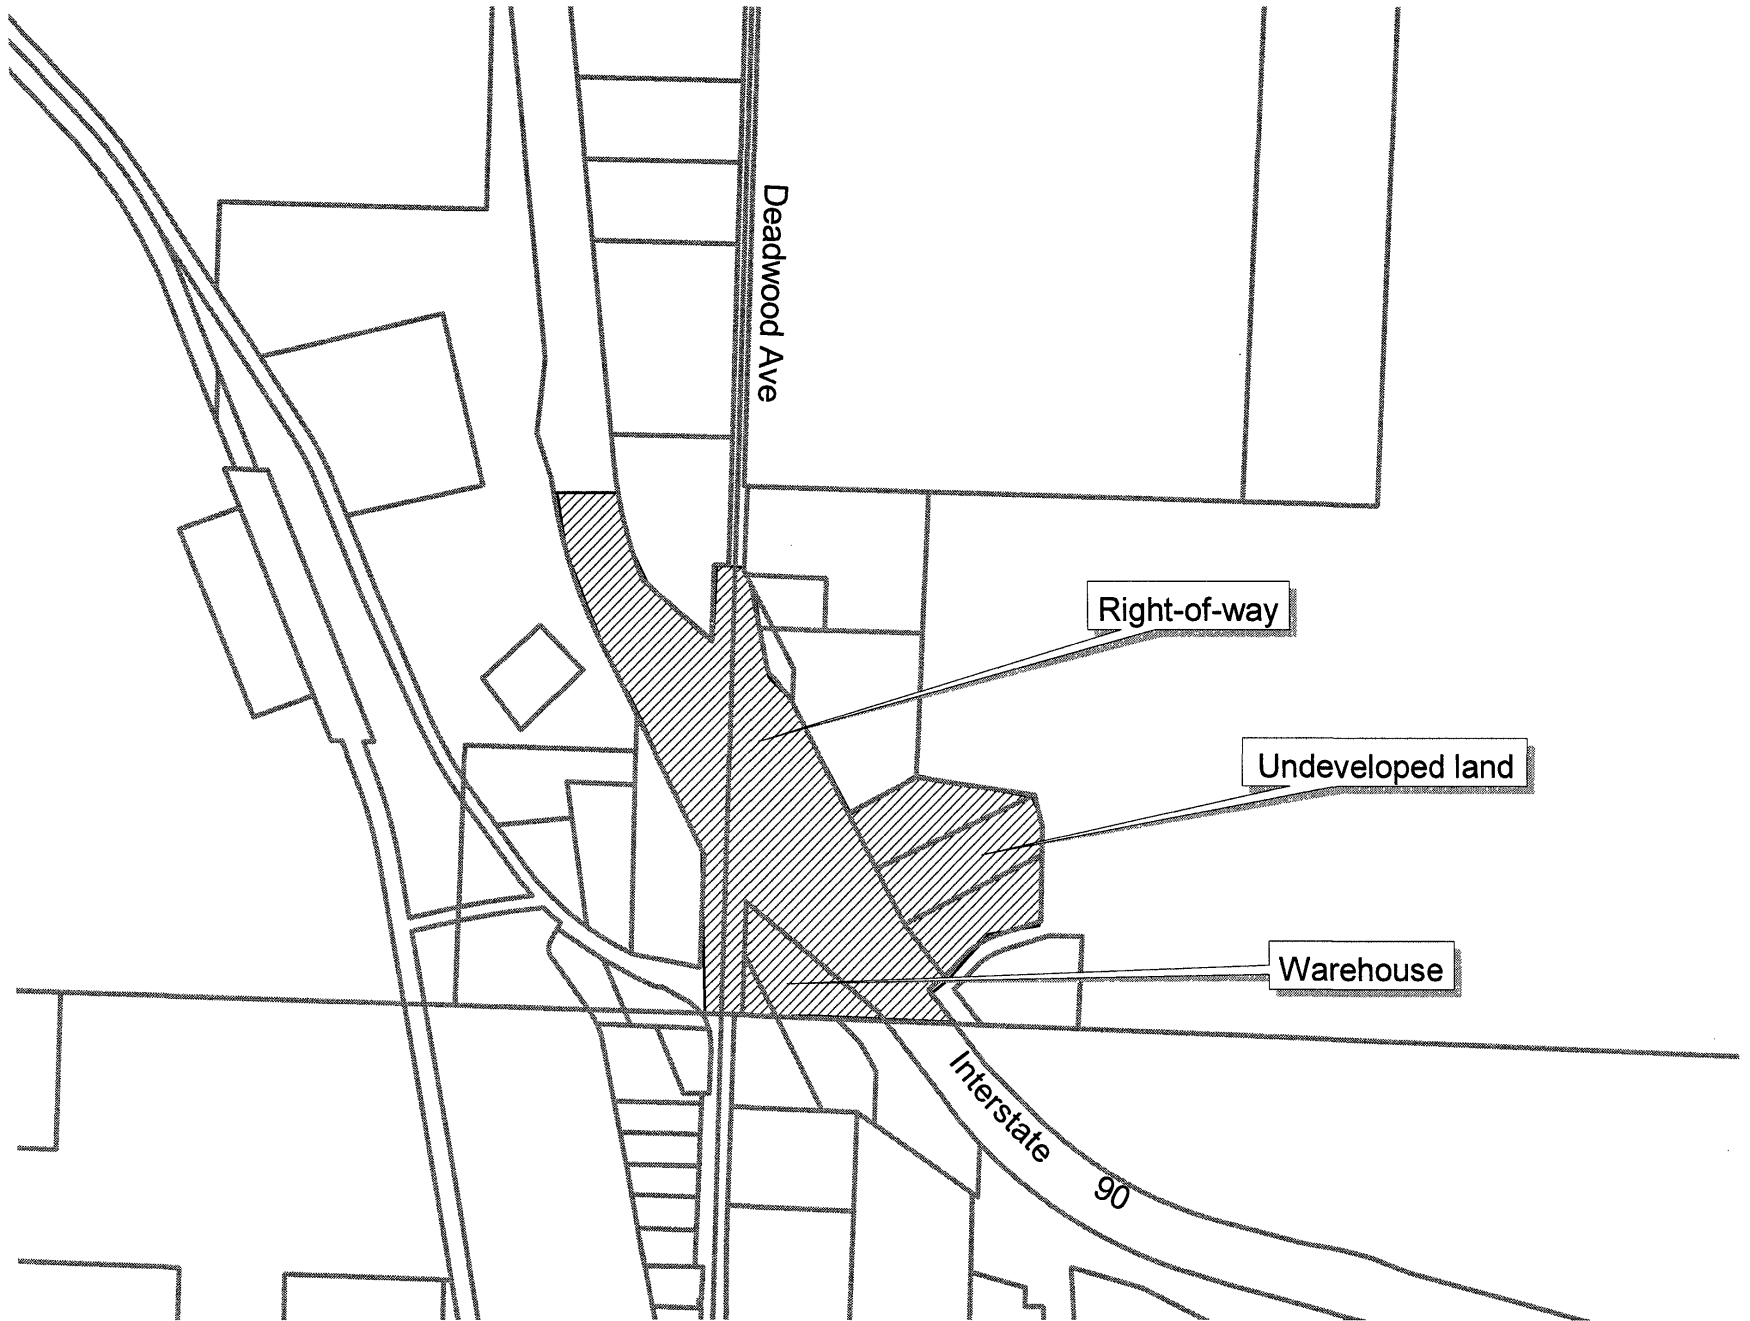 Deadwood Ave
Right-of-way
Undeveloped land
Warehouse
Interstate
90